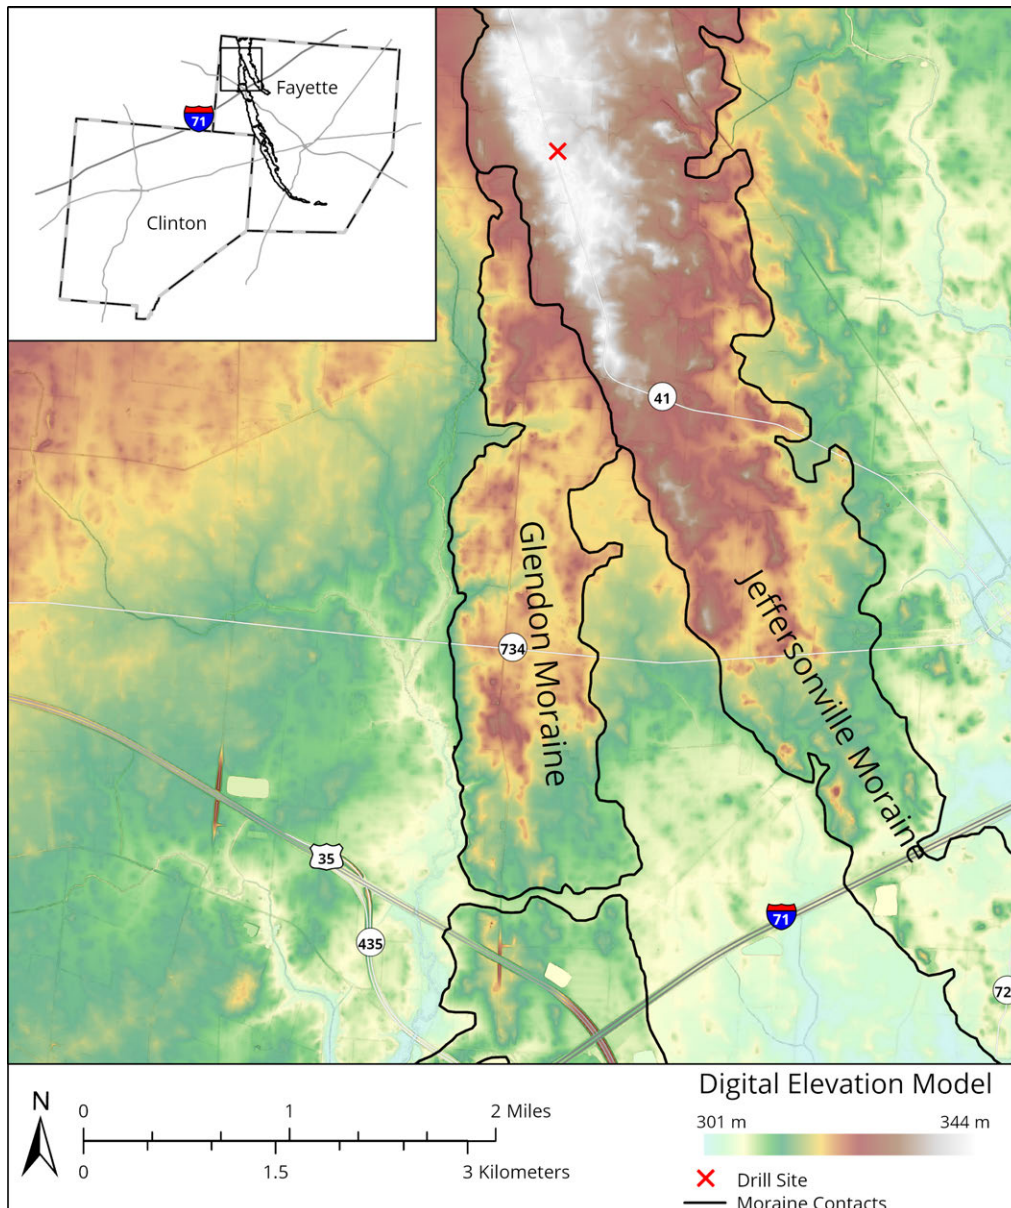 Fayette
71
Clinton
41
Glendon Moraine
734
Jeffersonville Moraine
35
71
435
72
N
0 1 2 Miles
0 1.5 3 Kilometers
Digital Elevation Model
301 m 344 m
Drill Site
Moraine Contacts